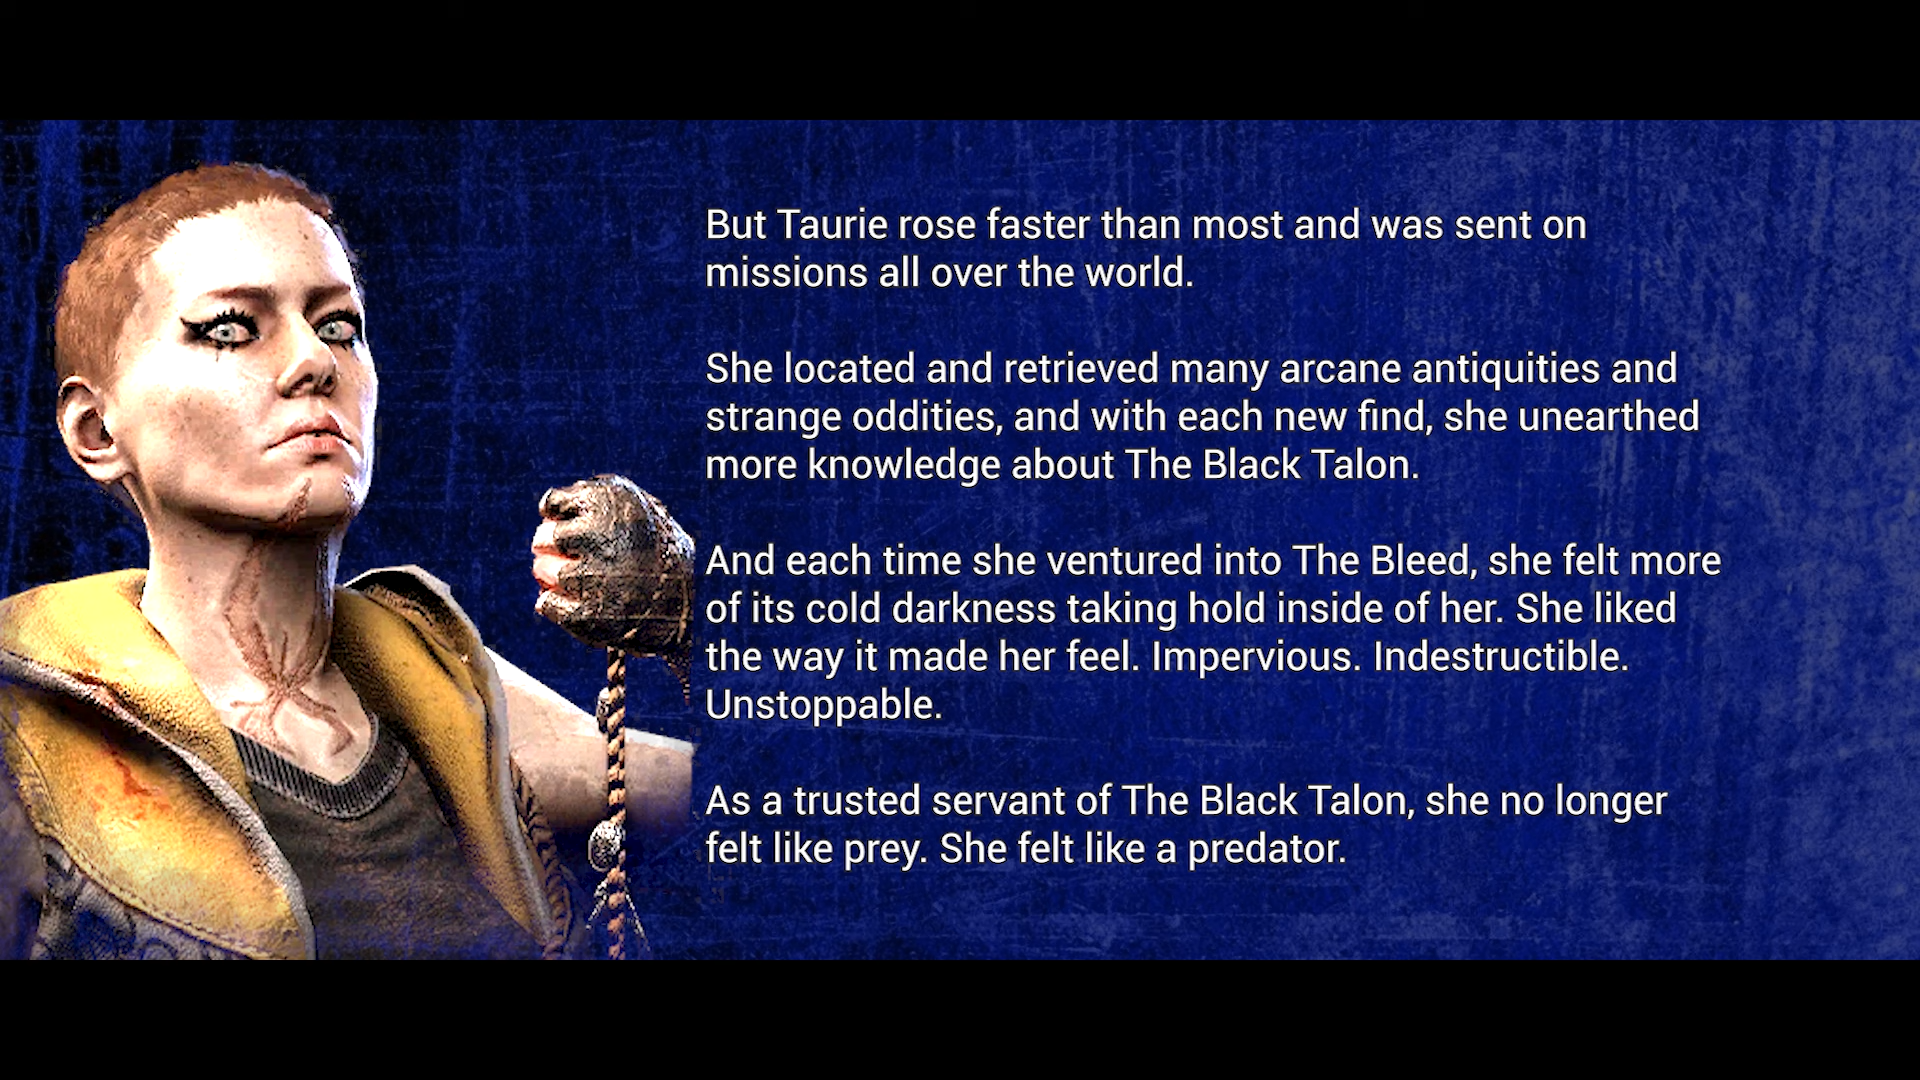 But Taurie rose faster than most and was sent on
missions all over the world.
She located and retrieved many arcane antiquities and
strange oddities, and with each new find, she unearthed
more knowledge about The Black Talon.
And each time she ventured into The Bleed, she felt more
of its cold darkness taking hold inside of her. She liked
the way it made her feel. Impervious. Indestructible.
Unstoppable.
As a trusted servant of The Black Talon, she no longer
felt like prey. She felt like a predator.